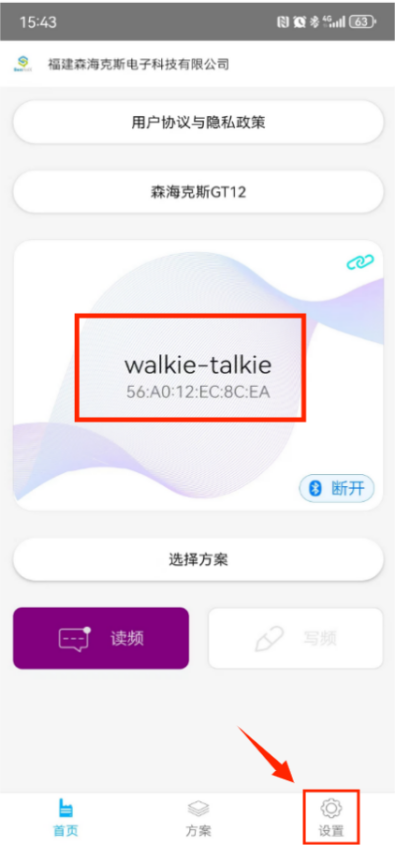 15:43
4G
63
福建森海克斯电子科技有限公司
用户协议与隐私政策
森海克斯GT12
walkie-talkie
56:A0:12:EC:8C:EA
断开
选择方案
读频
写频
首页
方案
设置